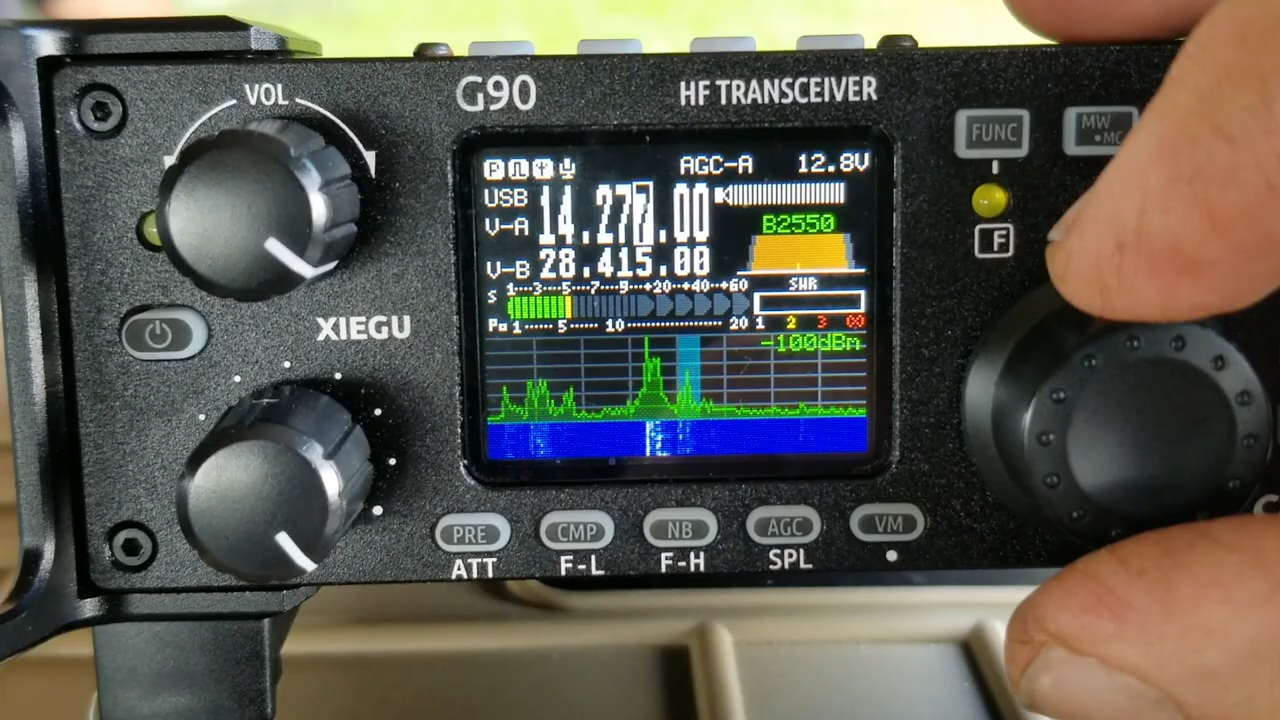 VOL
G90
HF TRANSCEIVER
FUNC
MW
•MC
F
XIEGU
P
AGC-A
12.8V
USB
14.270.00
V-A
B2550
V-B
28.415.00
1··3···5···7··9··+20··+40··+60
SWR
S
Po 1 5 10 20
1 2 3 ∞
-100dBm
PRE
CMP
NB
AGC
VM
ATT
F-L
F-H
SPL